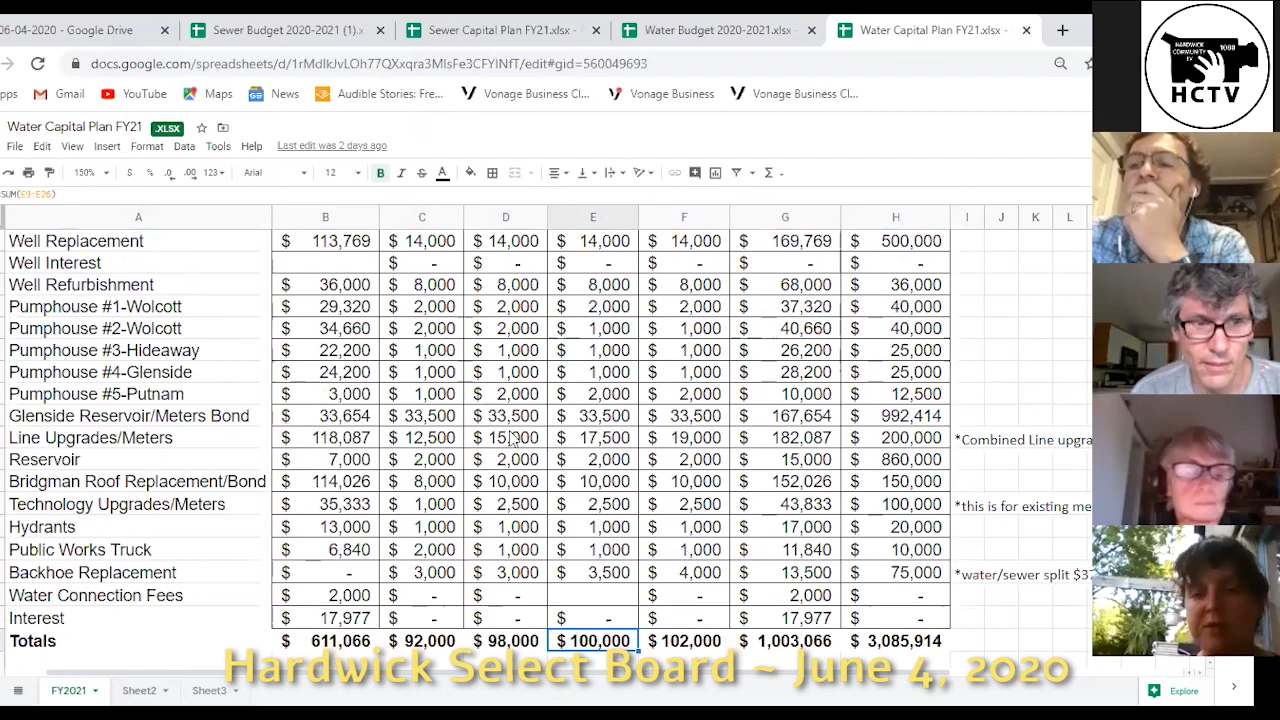 06-04-2020 - Google Drive × Sewer Budget 2020-2021 (1).x × Sewer Capital Plan FY21.xlsx - × Water Budget 2020-2021.xlsx × Water Capital Plan FY21.xlsx - × +
docs.google.com/spreadsheets/d/
pps Gmail YouTube Maps News Audible Stories: Fre... Vonage Business Cl... Vonage Business Vonage Business Cl...
HARDWICK
COMMUNITY
TV
1080
HCTV
Water Capital Plan FY21 .XLSX
File Edit View Insert Format Data Tools Help Last edit was 2 days ago
150% $ % .0 .00 123 Arial 12 B I S A
SUM(E9:E26)
A B C D E F G H I J K L
Well Replacement $ 113,769 $ 14,000 $ 14,000 $ 14,000 $ 14,000 $ 169,769 $ 500,000
Well Interest $ - $ - $ - $ - $ - $ -
Well Refurbishment $ 36,000 $ 8,000 $ 8,000 $ 8,000 $ 8,000 $ 68,000 $ 36,000
Pumphouse #1-Wolcott $ 29,320 $ 2,000 $ 2,000 $ 2,000 $ 2,000 $ 37,320 $ 40,000
Pumphouse #2-Wolcott $ 34,660 $ 2,000 $ 2,000 $ 1,000 $ 1,000 $ 40,660 $ 40,000
Pumphouse #3-Hideaway $ 22,200 $ 1,000 $ 1,000 $ 1,000 $ 1,000 $ 26,200 $ 25,000
Pumphouse #4-Glenside $ 24,200 $ 1,000 $ 1,000 $ 1,000 $ 1,000 $ 28,200 $ 25,000
Pumphouse #5-Putnam $ 3,000 $ 1,000 $ 2,000 $ 2,000 $ 2,000 $ 10,000 $ 12,500
Glenside Reservoir/Meters Bond $ 33,654 $ 33,500 $ 33,500 $ 33,500 $ 33,500 $ 167,654 $ 992,414
Line Upgrades/Meters $ 118,087 $ 12,500 $ 15,000 $ 17,500 $ 19,000 $ 182,087 $ 200,000 *Combined Line upgra
Reservoir $ 7,000 $ 2,000 $ 2,000 $ 2,000 $ 2,000 $ 15,000 $ 860,000
Bridgman Roof Replacement/Bond $ 114,026 $ 8,000 $ 10,000 $ 10,000 $ 10,000 $ 152,026 $ 150,000
Technology Upgrades/Meters $ 35,333 $ 1,000 $ 2,500 $ 2,500 $ 2,500 $ 43,833 $ 100,000 *this is for existing me
Hydrants $ 13,000 $ 1,000 $ 1,000 $ 1,000 $ 1,000 $ 17,000 $ 20,000
Public Works Truck $ 6,840 $ 2,000 $ 1,000 $ 1,000 $ 1,000 $ 11,840 $ 10,000
Backhoe Replacement $ - $ 3,000 $ 3,000 $ 3,500 $ 4,000 $ 13,500 $ 75,000 *water/sewer split $37
Water Connection Fees $ 2,000 $ - $ - $ - $ 2,000 $ -
Interest $ 17,977 $ - $ - $ - $ - $ 17,977 $ -
Totals $ 611,066 $ 92,000 $ 98,000 $ 100,000 $ 102,000 $ 1,003,066 $ 3,085,914
Hardwick Select Board ~ June 4, 2020
FY2021 Sheet2 Sheet3 Explore